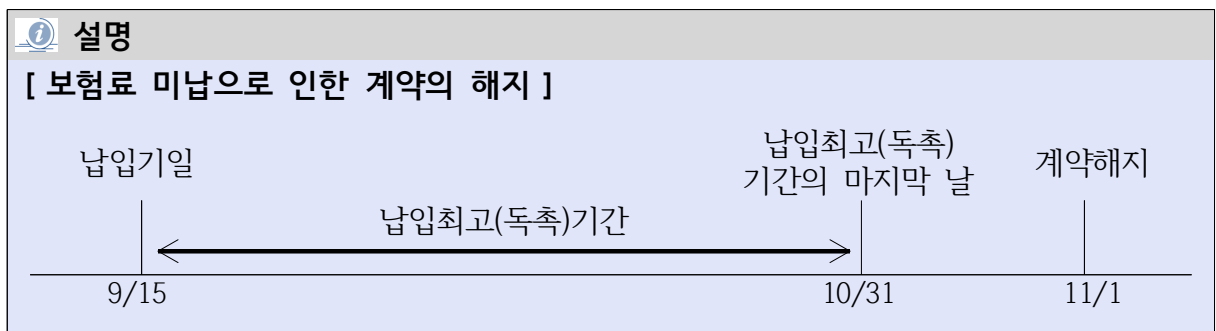 설명
[ 보험료 미납으로 인한 계약의 해지 ]
납입기일
납입최고(독촉)
기간의 마지막 날
계약해지
납입최고(독촉)기간
9/15
10/31
11/1